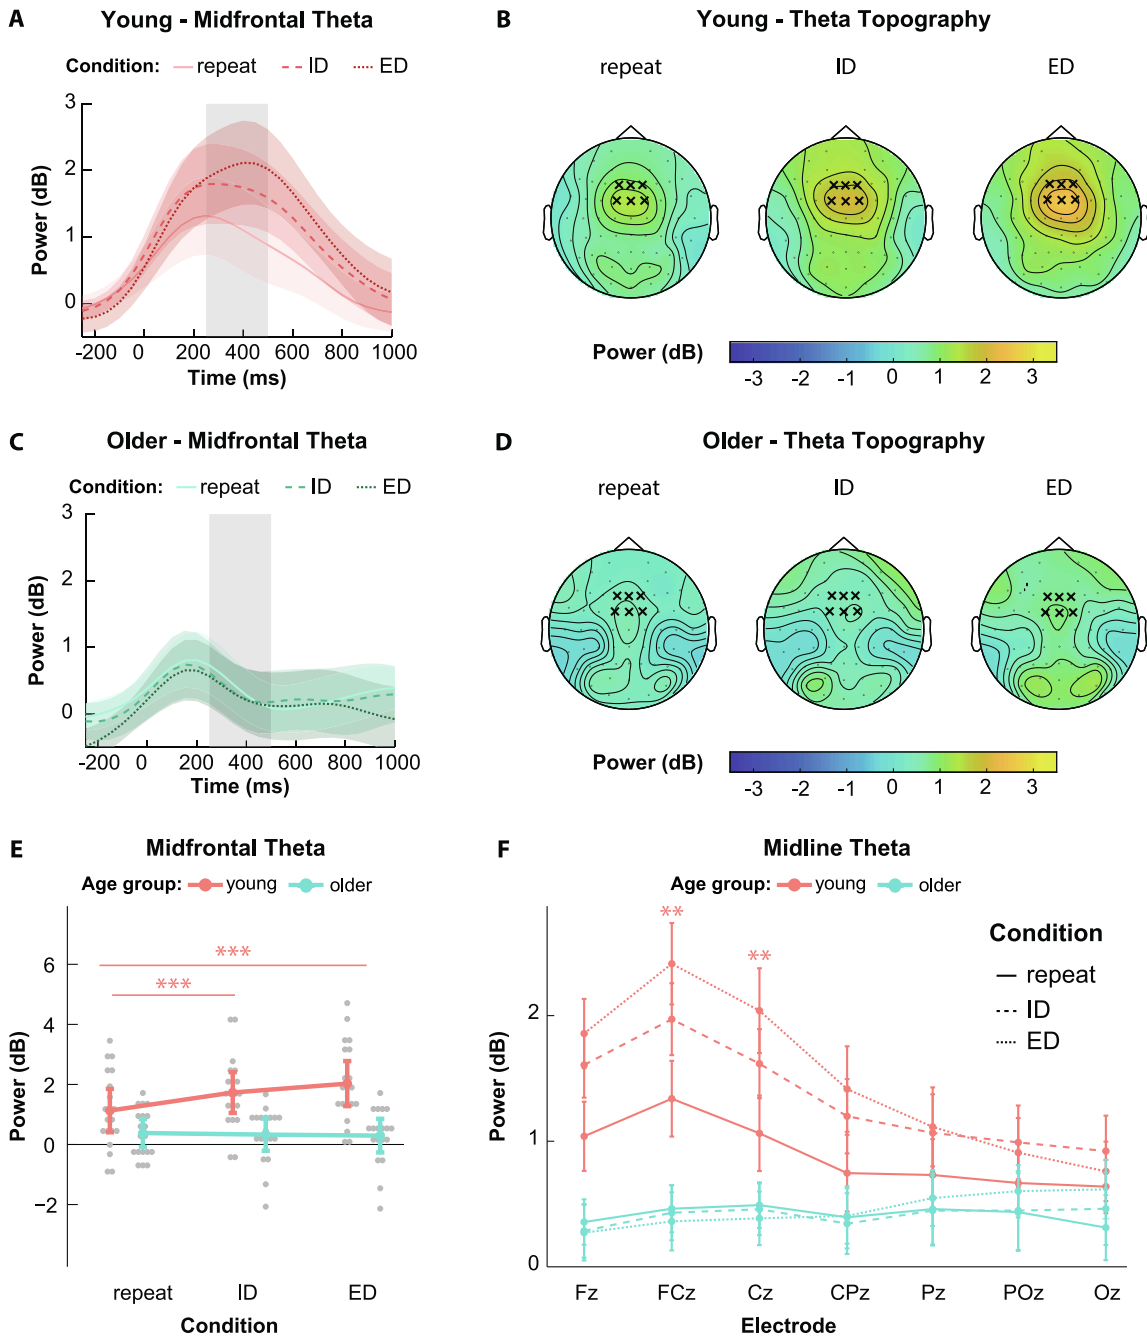 A Young - Midfrontal Theta
Condition: repeat ID ED
3
2
1
0
Power (dB)
-200 0 200 400 600 800 1000
Time (ms)
B Young - Theta Topography
repeat ID ED
Power (dB)
-3 -2 -1 0 1 2 3
C Older - Midfrontal Theta
Condition: repeat ID ED
3
2
1
0
Power (dB)
-200 0 200 400 600 800 1000
Time (ms)
D Older - Theta Topography
repeat ID ED
Power (dB)
-3 -2 -1 0 1 2 3
E Midfrontal Theta
Age group: young older
***
***
6
4
2
0
−2
Power (dB)
repeat ID ED
Condition
F Midline Theta
Age group: young older
**
**
Condition
repeat
ID
ED
2
1
0
Power (dB)
Fz FCz Cz CPz Pz POz Oz
Electrode